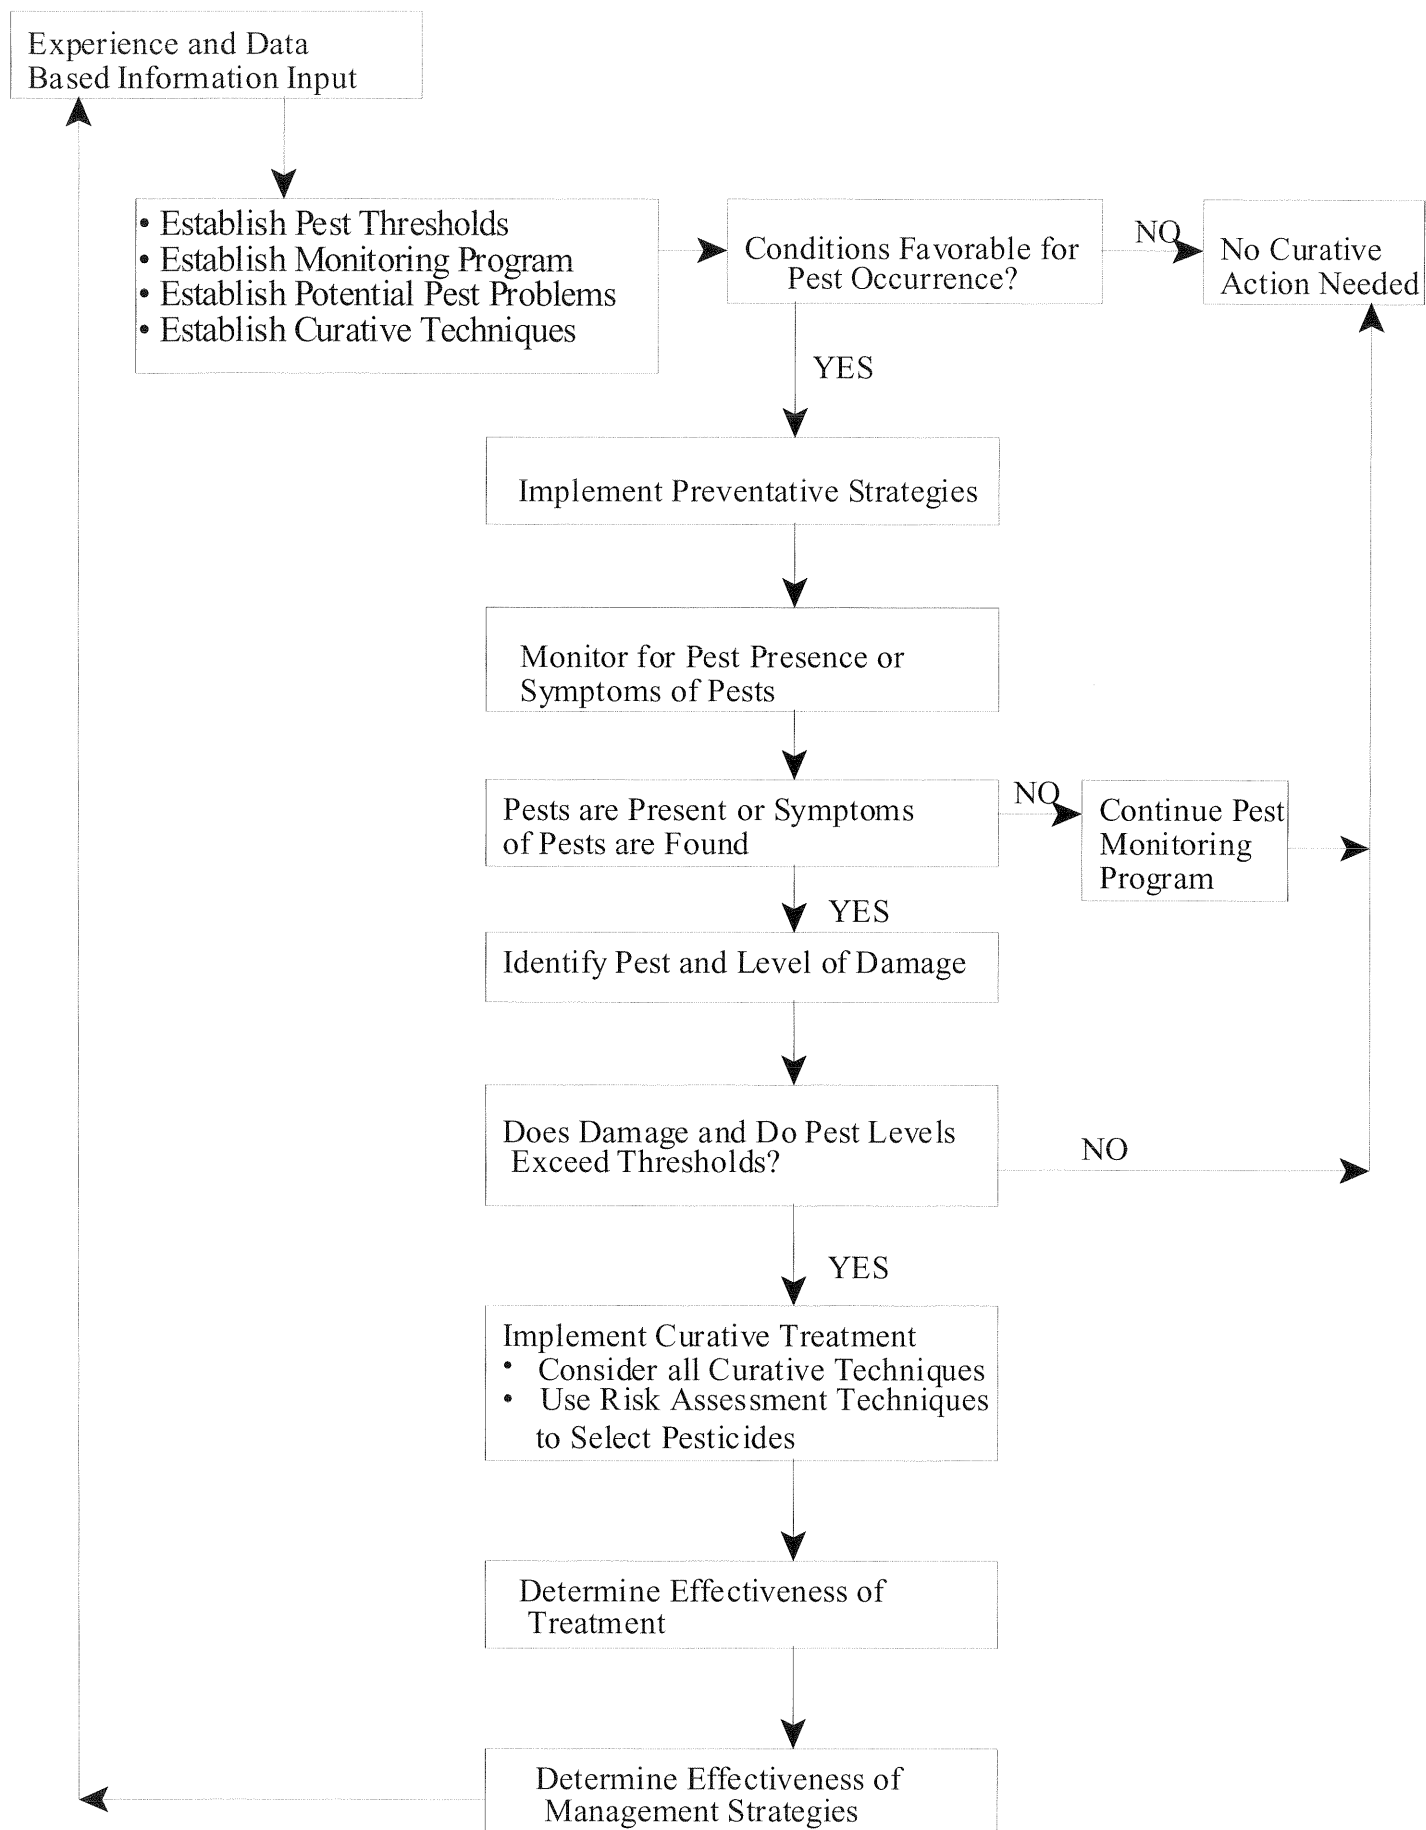 Experience and Data
Based Information Input
• Establish Pest Thresholds
• Establish Monitoring Program
• Establish Potential Pest Problems
• Establish Curative Techniques
Conditions Favorable for
Pest Occurrence?
NO
No Curative
Action Needed
YES
Implement Preventative Strategies
Monitor for Pest Presence or
Symptoms of Pests
Pests are Present or Symptoms
of Pests are Found
NO
Continue Pest
Monitoring
Program
YES
Identify Pest and Level of Damage
Does Damage and Do Pest Levels
Exceed Thresholds?
NO
YES
Implement Curative Treatment
• Consider all Curative Techniques
• Use Risk Assessment Techniques
to Select Pesticides
Determine Effectiveness of
Treatment
Determine Effectiveness of
Management Strategies